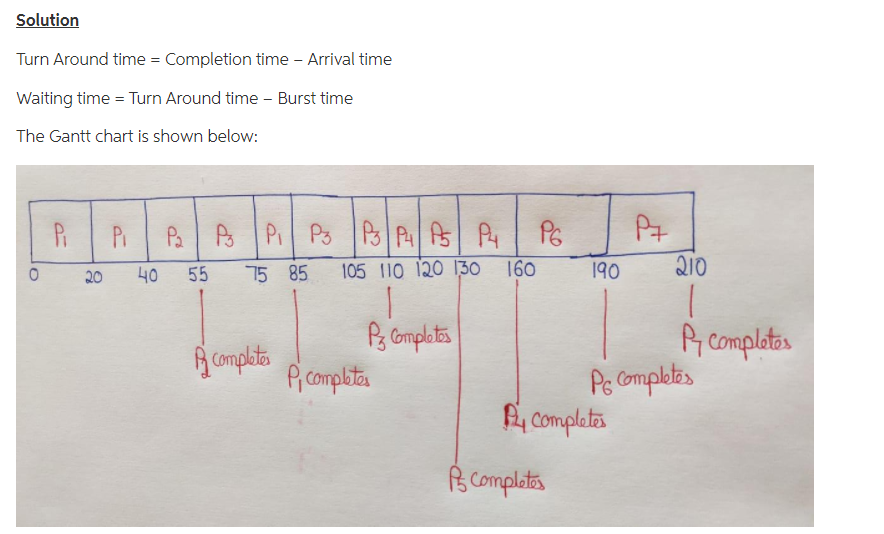 Solution
Turn Around time = Completion time – Arrival time
Waiting time = Turn Around time – Burst time
The Gantt chart is shown below:
P1 P1 P2 P3 P1 P3 P3 P4 P5 P4 P6 P7
0 20 40 55 75 85 105 110 120 130 160 190 210
P3 Completes
P7 completes
P2 completes
P1 completes
P6 completes
P4 completes
P5 completes